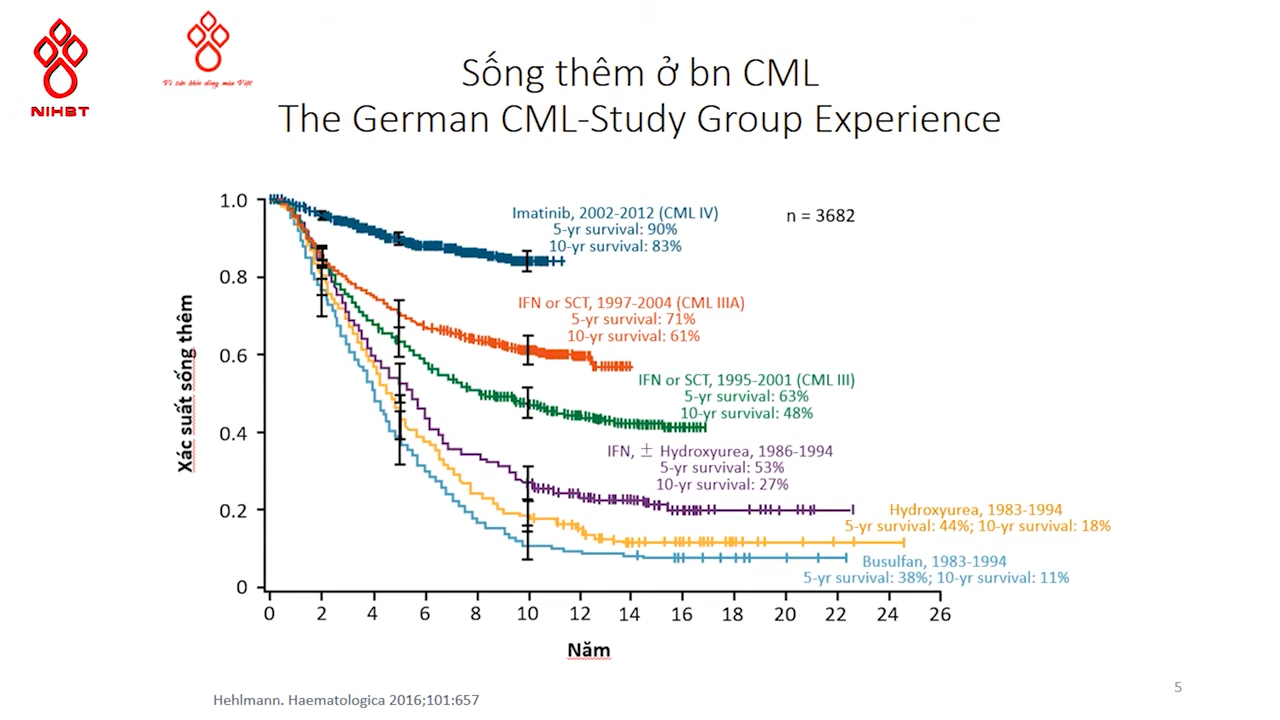 NIHBT
Vì sức khỏe dòng máu Việt
Sống thêm ở bn CML
The German CML-Study Group Experience
Imatinib, 2002-2012 (CML IV)
5-yr survival: 90%
10-yr survival: 83%
n = 3682
IFN or SCT, 1997-2004 (CML IIIA)
5-yr survival: 71%
10-yr survival: 61%
IFN or SCT, 1995-2001 (CML III)
5-yr survival: 63%
10-yr survival: 48%
IFN, ± Hydroxyurea, 1986-1994
5-yr survival: 53%
10-yr survival: 27%
Hydroxyurea, 1983-1994
5-yr survival: 44%; 10-yr survival: 18%
Busulfan, 1983-1994
5-yr survival: 38%; 10-yr survival: 11%
Xác suất sống thêm
1.0
0.8
0.6
0.4
0.2
0
0 2 4 6 8 10 12 14 16 18 20 22 24 26
Năm
Hehlmann. Haematologica 2016;101:657
5